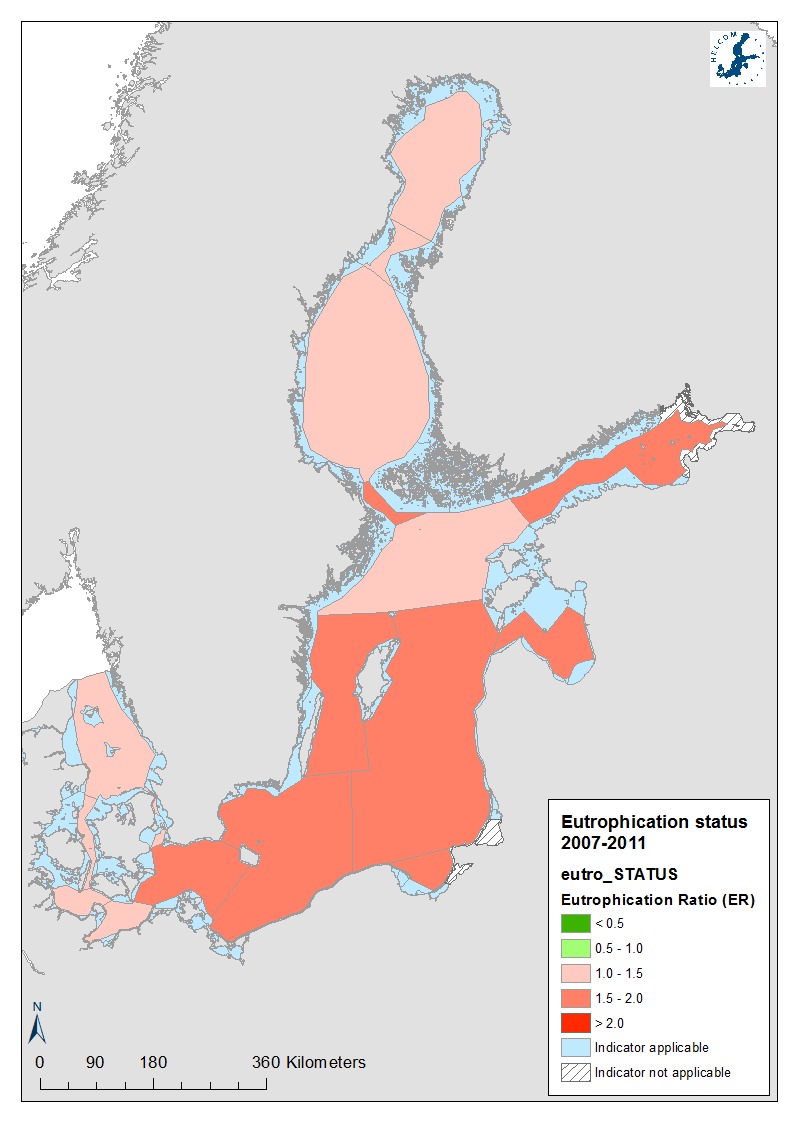 HELCOM
Eutrophication status
2007-2011
eutro_STATUS
Eutrophication Ratio (ER)
< 0.5
0.5 - 1.0
1.0 - 1.5
1.5 - 2.0
> 2.0
Indicator applicable
Indicator not applicable
N
0 90 180 360 Kilometers